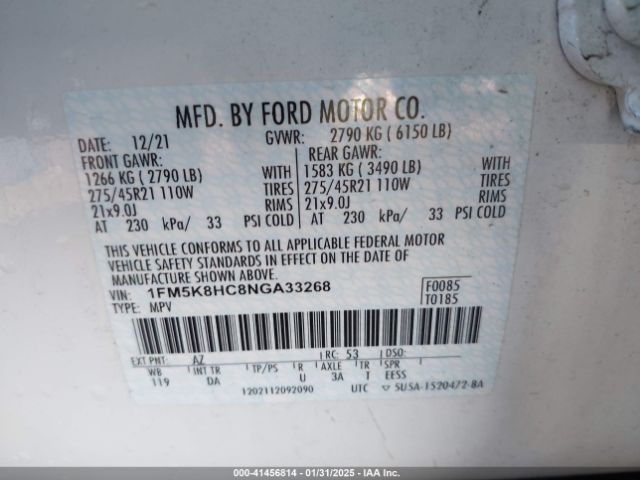 MFD. BY FORD MOTOR CO.
DATE: 12/21 GVWR: 2790 KG ( 6150 LB)
FRONT GAWR: REAR GAWR:
1266 KG ( 2790 LB) WITH 1583 KG ( 3490 LB) WITH
275/45R21 110W TIRES 275/45R21 110W TIRES
21x9.0J RIMS 21x9.0J RIMS
AT 230 kPa/ 33 PSI COLD AT 230 kPa/ 33 PSI COLD
THIS VEHICLE CONFORMS TO ALL APPLICABLE FEDERAL MOTOR
VEHICLE SAFETY STANDARDS IN EFFECT ON THE DATE OF
MANUFACTURE SHOWN ABOVE.
VIN: 1FM5K8HC8NGA33268 F0085
TYPE: MPV T0185
EXT PNT: AZ RC: 53 DSO:
WB INT TR TP/PS R AXLE TR SPR
119 DA U 3A T EESS
1202112092090 UTC ▽ 5U5A-1520472-BA
000-41456814 - 01/31/2025 - IAA Inc.